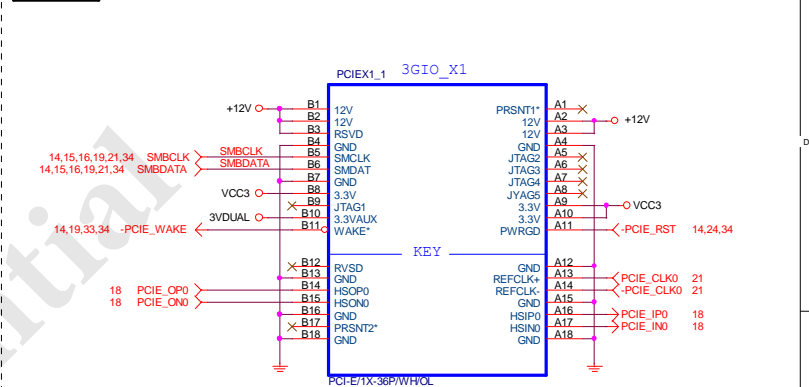 PCIEX1_1 3GIO_X1
+12V B1 12V PRSNT1* A1
B2 12V 12V A2 +12V
B3 RSVD 12V A3
B4 GND GND A4
14,15,16,19,21,34 SMBCLK SMBCLK B5 SMCLK JTAG2 A5
14,15,16,19,21,34 SMBDATA SMBDATA B6 SMDAT JTAG3 A6
B7 GND JTAG4 A7
VCC3 B8 3.3V JYAG5 A8
B9 JTAG1 3.3V A9 VCC3
3VDUAL B10 3.3VAUX 3.3V A10
14,19,33,34 -PCIE_WAKE B11 WAKE* PWRGD A11 -PCIE_RST 14,24,34
KEY
B12 RVSD GND A12
B13 GND REFCLK+ A13 PCIE_CLK0 21
18 PCIE_OP0 B14 HSOP0 REFCLK- A14 -PCIE_CLK0 21
18 PCIE_ON0 B15 HSON0 GND A15
B16 GND HSIP0 A16 PCIE_IP0 18
B17 PRSNT2* HSIN0 A17 PCIE_IN0 18
B18 GND GND A18
PCI-E/1X-36P/WH/OL
D
ntial